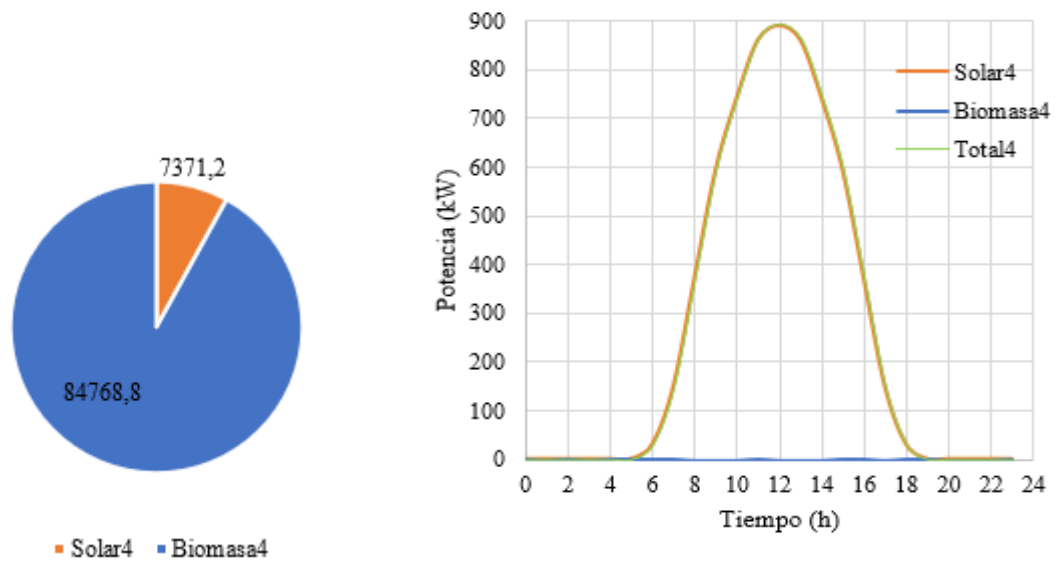 7371,2
84768,8
Solar4 Biomasa4
900
800
700
600
500
400
300
200
100
0
Potencia (kW)
0 2 4 6 8 10 12 14 16 18 20 22 24
Tiempo (h)
Solar4
Biomasa4
Total4